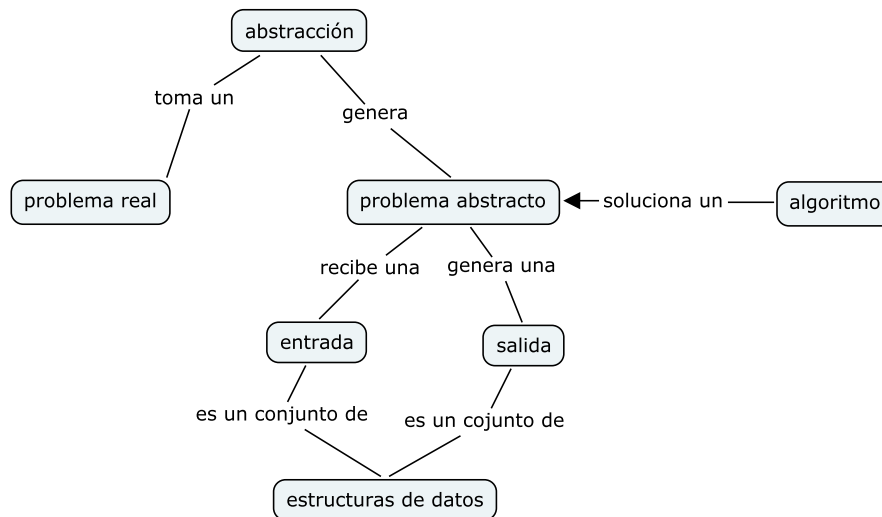 abstracción
toma un
genera
problema real
problema abstracto
soluciona un
algoritmo
recibe una
genera una
entrada
salida
es un conjunto de
es un cojunto de
estructuras de datos